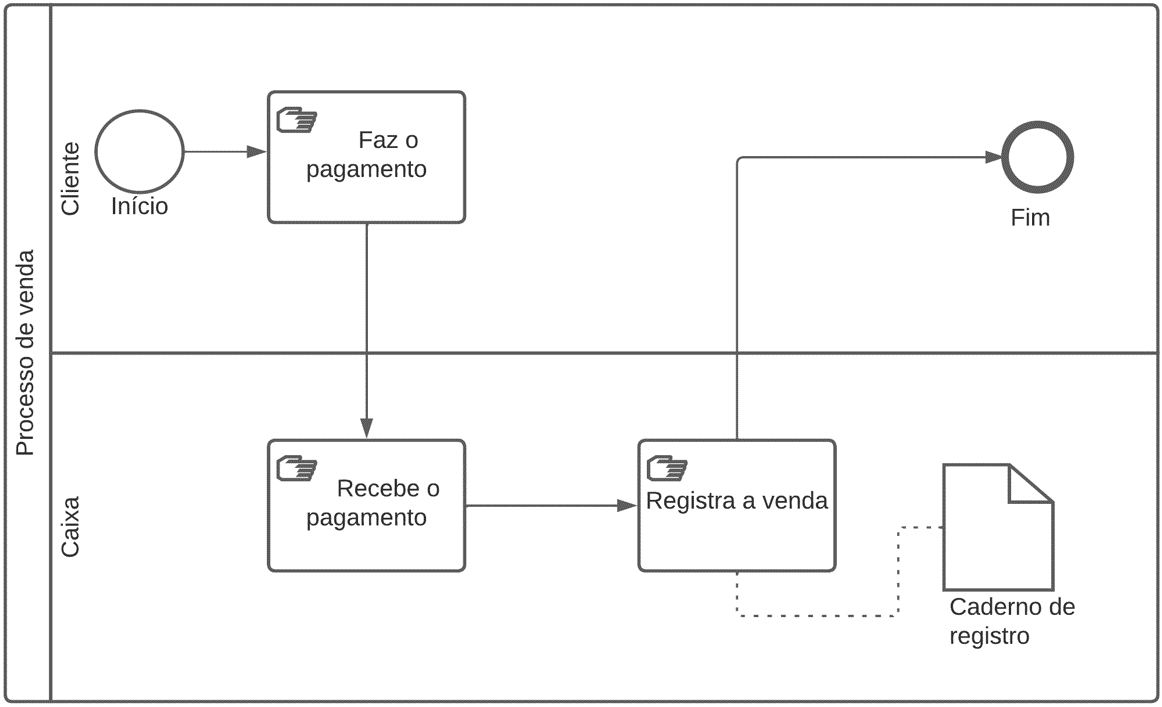 Processo de venda
Cliente
Início
Faz o
pagamento
Fim
Caixa
Recebe o
pagamento
Registra a venda
Caderno de
registro